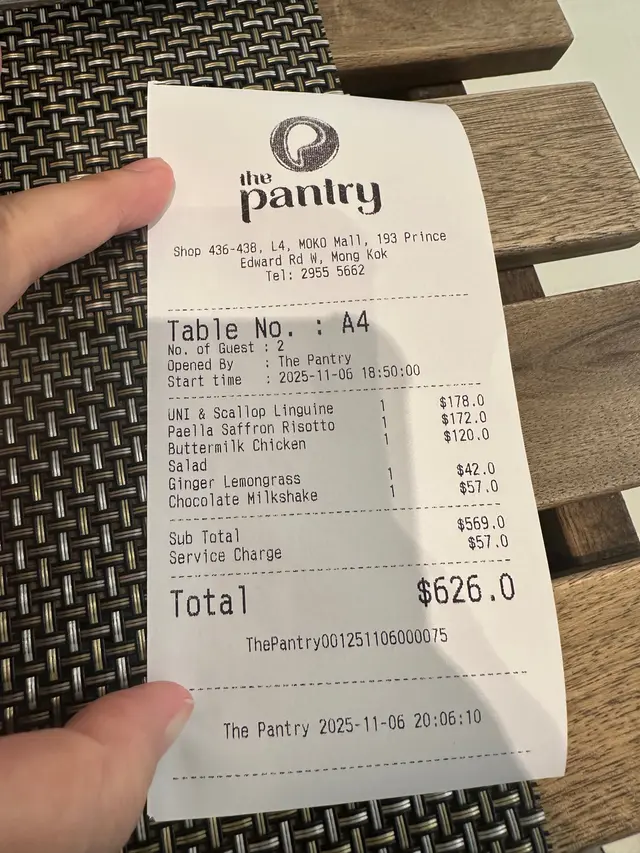 the
pantry
Shop 436-438, L4, MOKO Mall, 193 Prince
Edward Rd W, Mong Kok
Tel: 2955 5662
Table No. : A4
No. of Guest : 2
Opened By : The Pantry
Start time : 2025-11-06 18:50:00
UNI & Scallop Linguine 1 $178.0
Paella Saffron Risotto 1 $172.0
Buttermilk Chicken 1 $120.0
Salad
Ginger Lemongrass 1 $42.0
Chocolate Milkshake 1 $57.0
Sub Total $569.0
Service Charge $57.0
Total $626.0
ThePantry001251106000075
The Pantry 2025-11-06 20:06:10